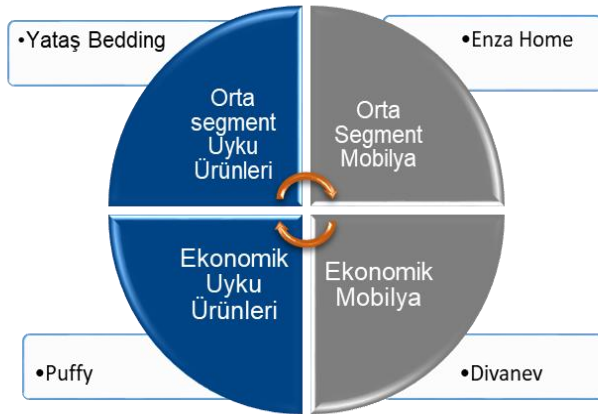 •Yataş Bedding
•Enza Home
Orta
segment
Uyku
Ürünleri
Orta
Segment
Mobilya
Ekonomik
Uyku
Ürünleri
Ekonomik
Mobilya
•Puffy
•Divanev